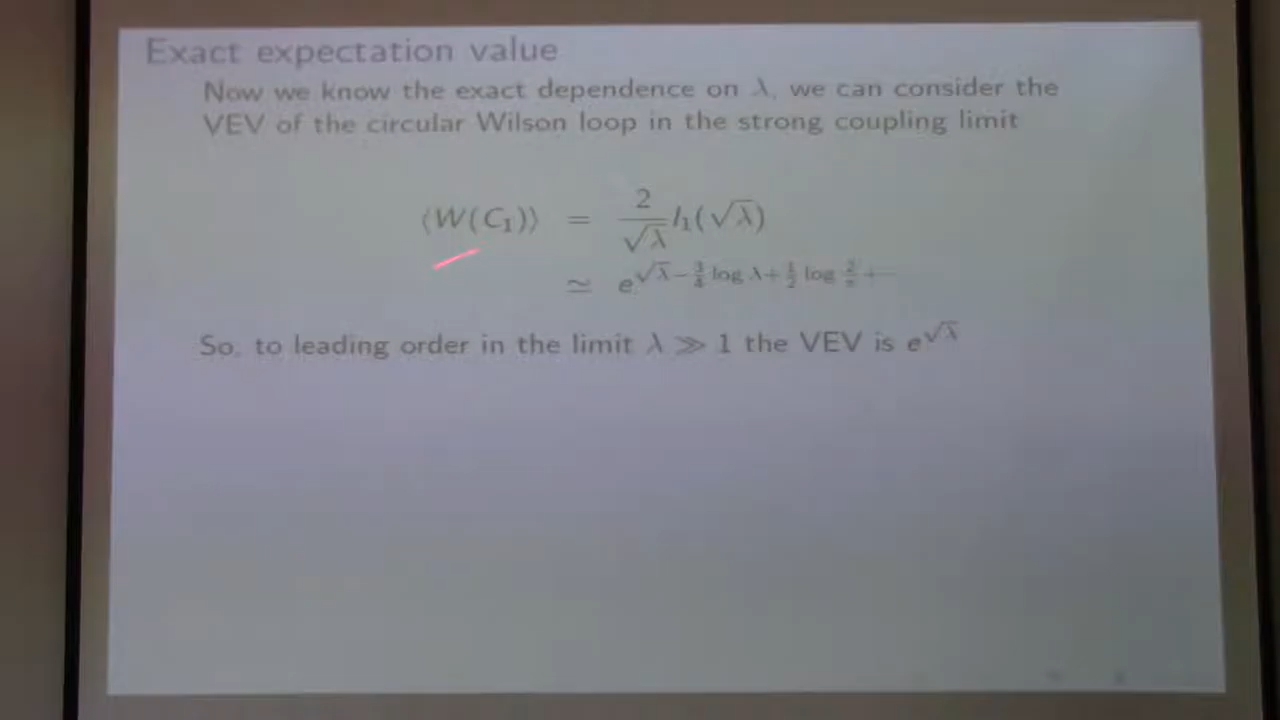 Exact expectation value
Now we know the exact dependence on λ, we can consider the
VEV of the circular Wilson loop in the strong coupling limit
⟨W(C₁)⟩ = 2/√λ I₁(√λ)
≃ e^{√λ − 3/4 log λ + 1/2 log 2/π + ⋯}
So, to leading order in the limit λ ≫ 1 the VEV is e^{√λ}